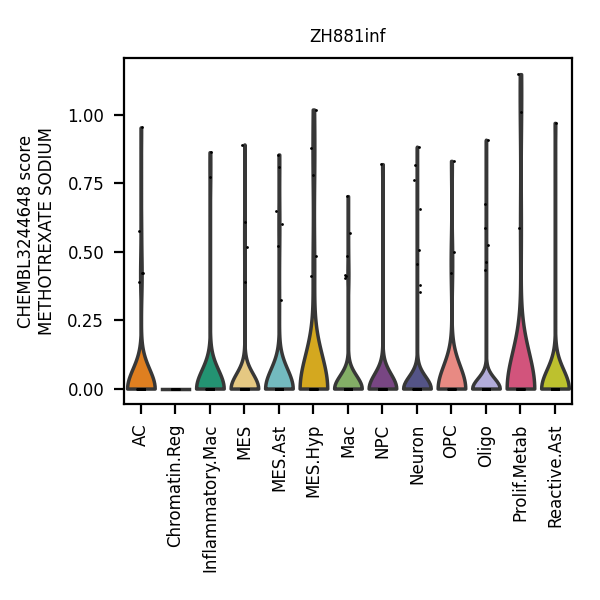 ZH881inf
CHEMBL3244648 score
METHOTREXATE SODIUM
1.00
0.75
0.50
0.25
0.00
AC
Chromatin.Reg
Inflammatory.Mac
MES
MES.Ast
MES.Hyp
Mac
NPC
Neuron
OPC
Oligo
Prolif.Metab
Reactive.Ast